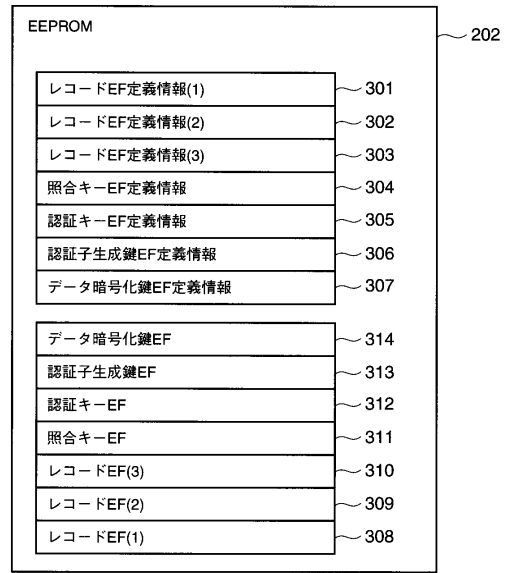 EEPROM
202
レコードEF定義情報(1) 301
レコードEF定義情報(2) 302
レコードEF定義情報(3) 303
照合キーEF定義情報 304
認証キーEF定義情報 305
認証子生成鍵EF定義情報 306
データ暗号化鍵EF定義情報 307
データ暗号化鍵EF 314
認証子生成鍵EF 313
認証キーEF 312
照合キーEF 311
レコードEF(3) 310
レコードEF(2) 309
レコードEF(1) 308